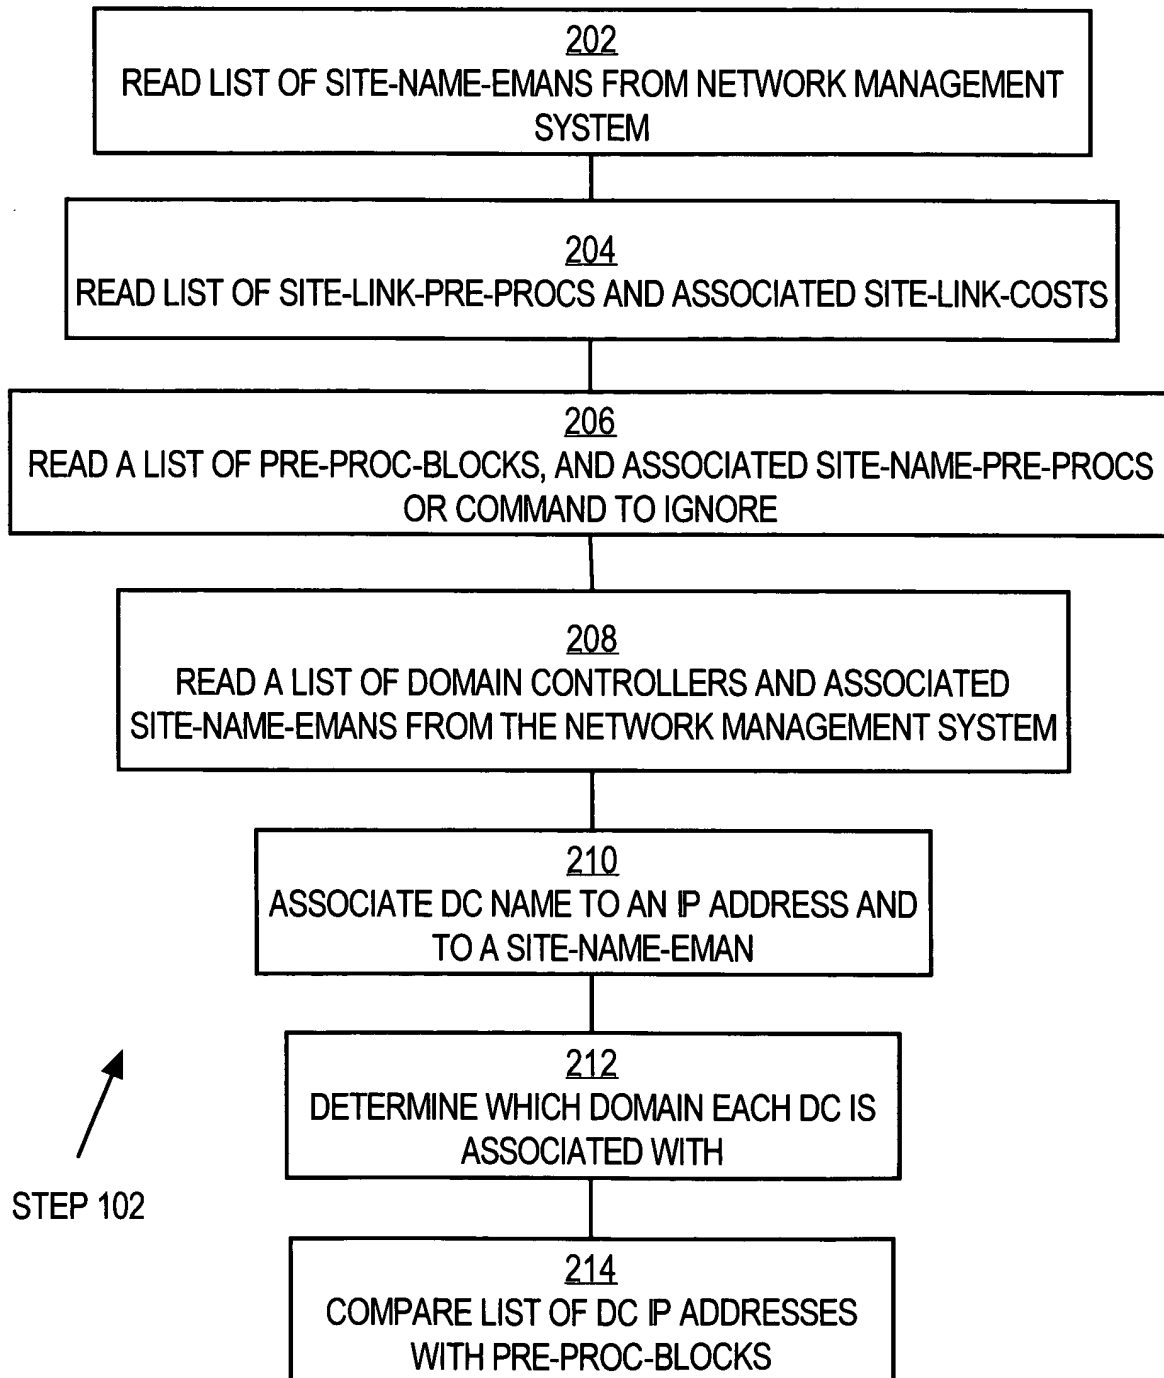 202
READ LIST OF SITE-NAME-EMANS FROM NETWORK MANAGEMENT
SYSTEM
204
READ LIST OF SITE-LINK-PRE-PROCS AND ASSOCIATED SITE-LINK-COSTS
206
READ A LIST OF PRE-PROC-BLOCKS, AND ASSOCIATED SITE-NAME-PRE-PROCS
OR COMMAND TO IGNORE
208
READ A LIST OF DOMAIN CONTROLLERS AND ASSOCIATED
SITE-NAME-EMANS FROM THE NETWORK MANAGEMENT SYSTEM
210
ASSOCIATE DC NAME TO AN IP ADDRESS AND
TO A SITE-NAME-EMAN
212
DETERMINE WHICH DOMAIN EACH DC IS
ASSOCIATED WITH
STEP 102
214
COMPARE LIST OF DC IP ADDRESSES
WITH PRE-PROC-BLOCKS